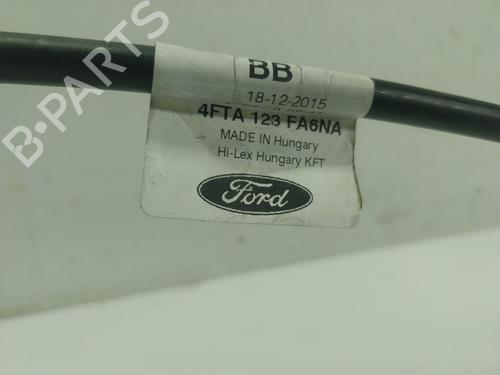 B-PARTS
BB
18-12-2015
4FTA 123 FA6NA
MADE IN Hungary
Hi-Lex Hungary KFT
Ford